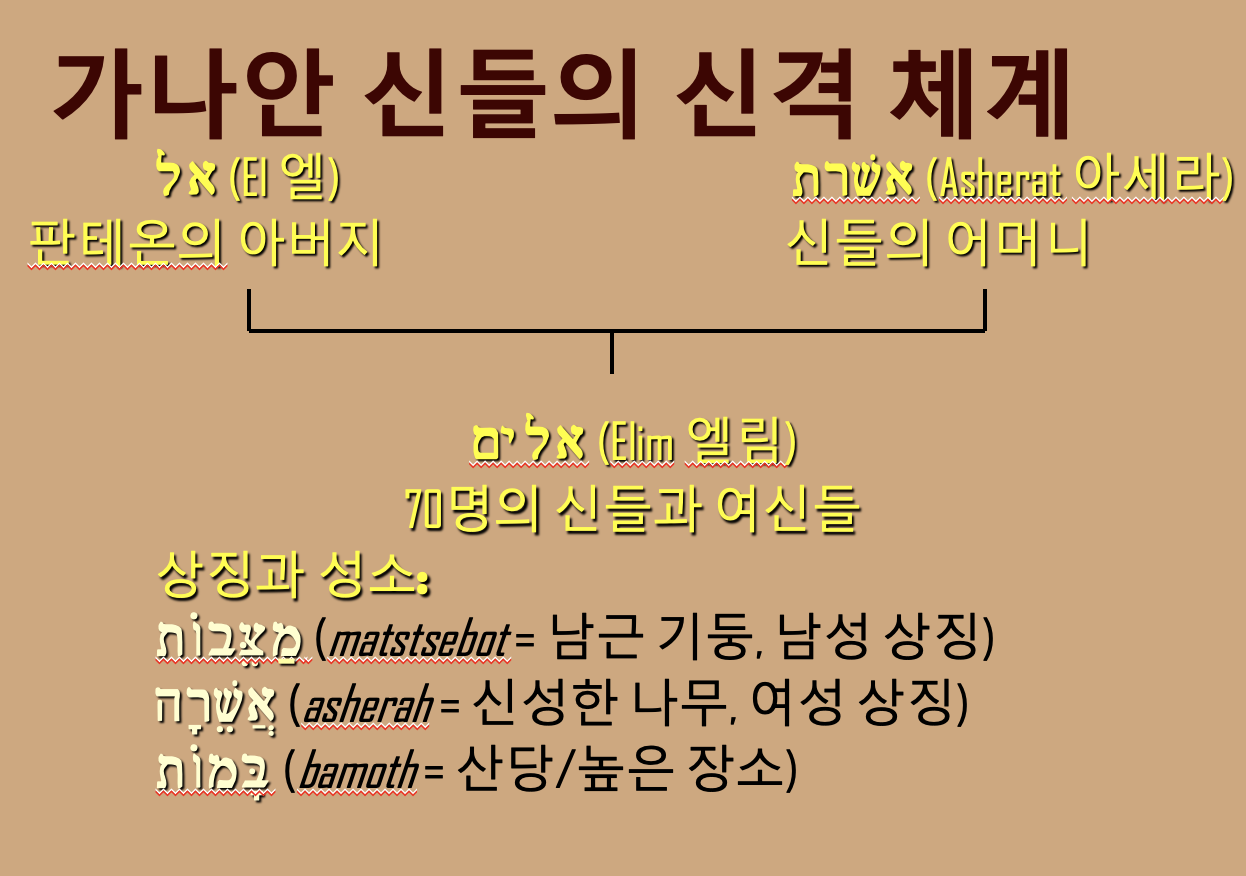 가나안 신들의 신격 체계
אל (El 엘)
אשׁרת (Asherat 아세라)
판테온의 아버지
신들의 어머니
אלים (Elim 엘림)
70명의 신들과 여신들
상징과 성소:
מַצֵּבוֹת (matstsebot = 남근 기둥, 남성 상징)
אֲשֵׁרָה (asherah = 신성한 나무, 여성 상징)
בָּמוֹת (bamoth = 산당/높은 장소)